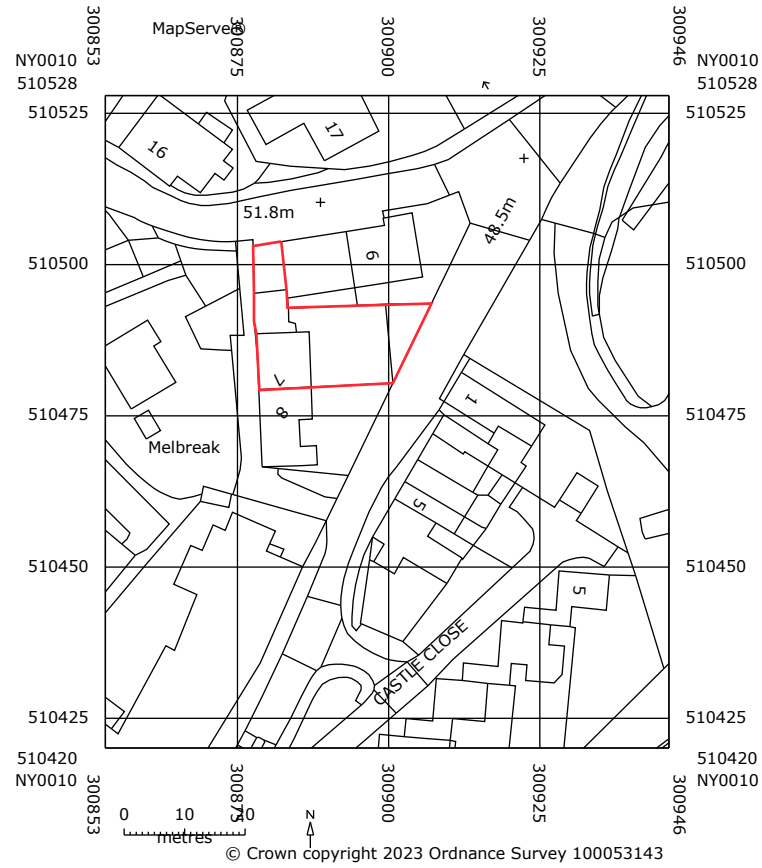 MapServe®
300853
300875
300900
300925
300946
NY0010
510528
NY0010
510528
510525
510525
16
17
51.8m
48.5m
6
510500
510500
7
8
1
510475
510475
Melbreak
5
510450
510450
5
CASTLE CLOSE
510425
510425
510420
NY0010
510420
NY0010
300853
300875
300900
300925
300946
0 10 20
metres
N
© Crown copyright 2023 Ordnance Survey 100053143